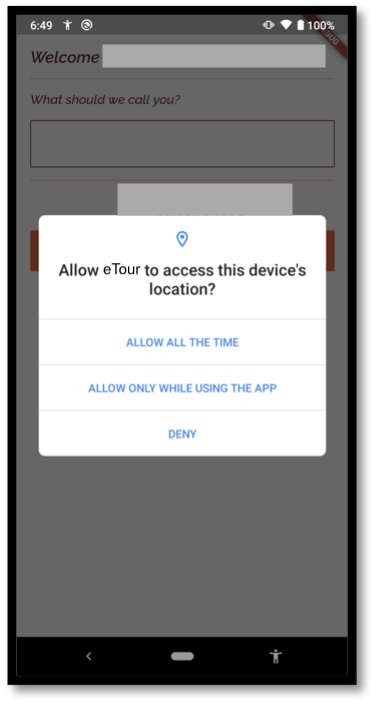 6:49 100%
Welcome
What should we call you?
Allow eTour to access this device's
location?
ALLOW ALL THE TIME
ALLOW ONLY WHILE USING THE APP
DENY